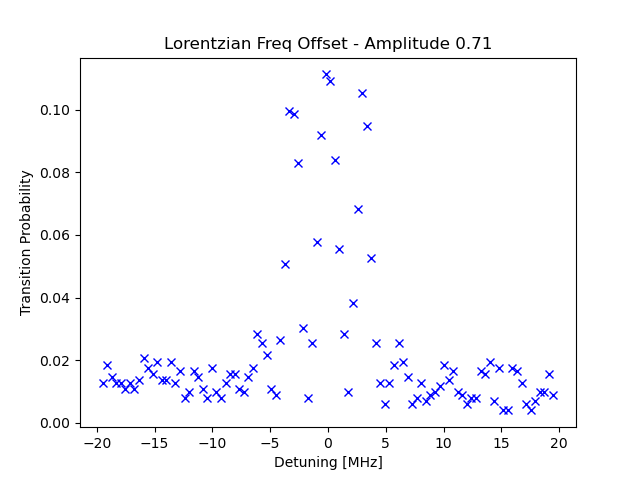 Lorentzian Freq Offset - Amplitude 0.71
Transition Probability
0.10
0.08
0.06
0.04
0.02
0.00
−20 −15 −10 −5 0 5 10 15 20
Detuning [MHz]